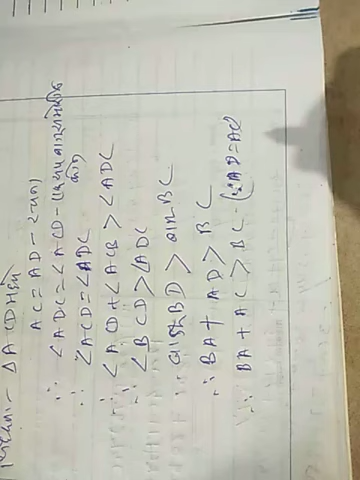 ΔACD માં
AC = AD - રચના
∴ ∠ADC = ∠ACD -
∴ ∠ACD = ∠ADC
∴ ∠ACD + ∠ACB > ∠ADC
∴ ∠BCD > ∠ADC
બાજુ BD > બાજુ BC
∴ BA + AD > BC
∴ BA + AC > BC - (∵ AD = AC)